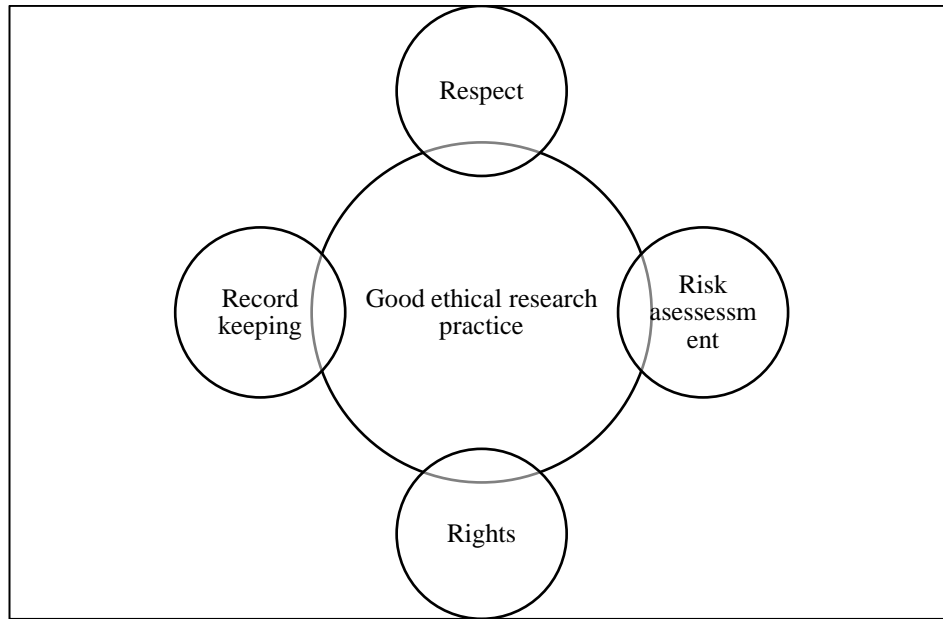 Respect
Record
keeping
Good ethical research
practice
Risk
asessessm
ent
Rights